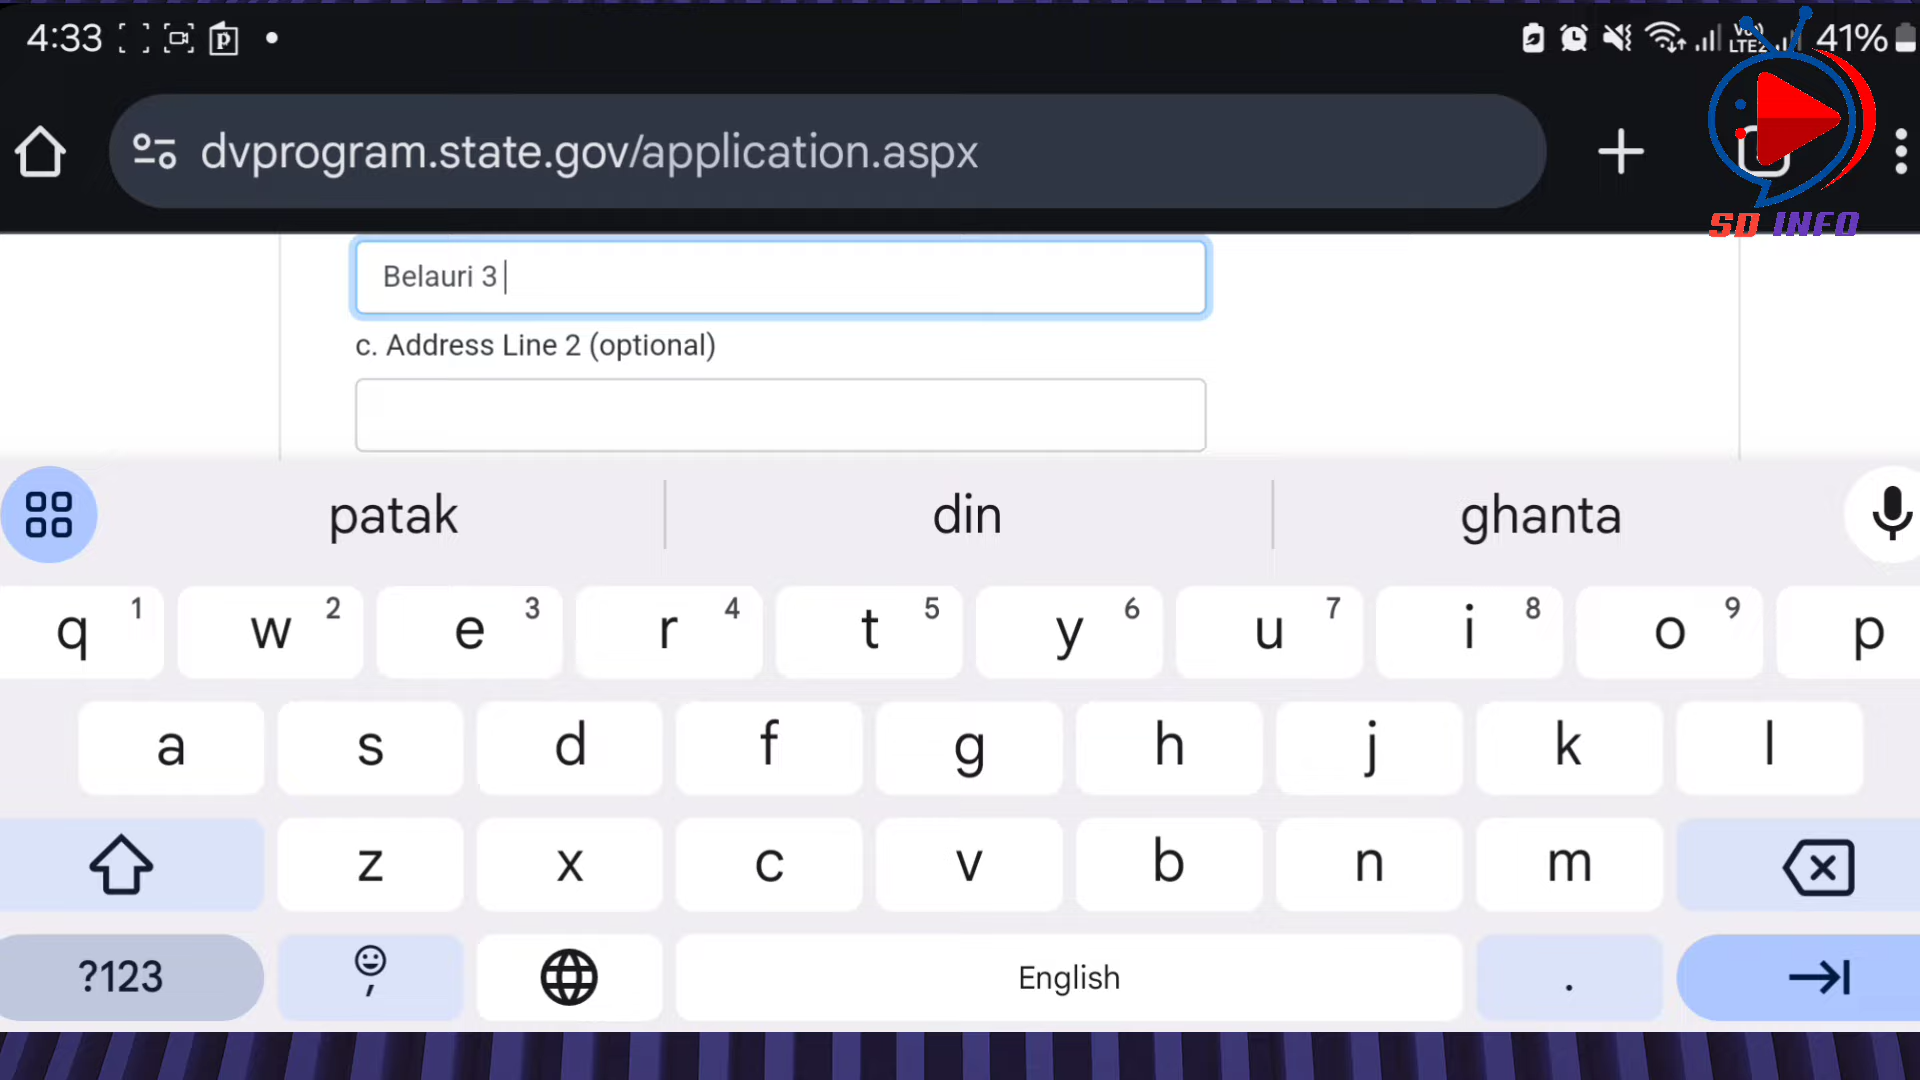 4:33
41%
dvprogram.state.gov/application.aspx
SD INFO
Belauri 3
c. Address Line 2 (optional)
patak din ghanta
q 1 w 2 e 3 r 4 t 5 y 6 u 7 i 8 o 9 p
a s d f g h j k l
z x c v b n m
?123 , English .